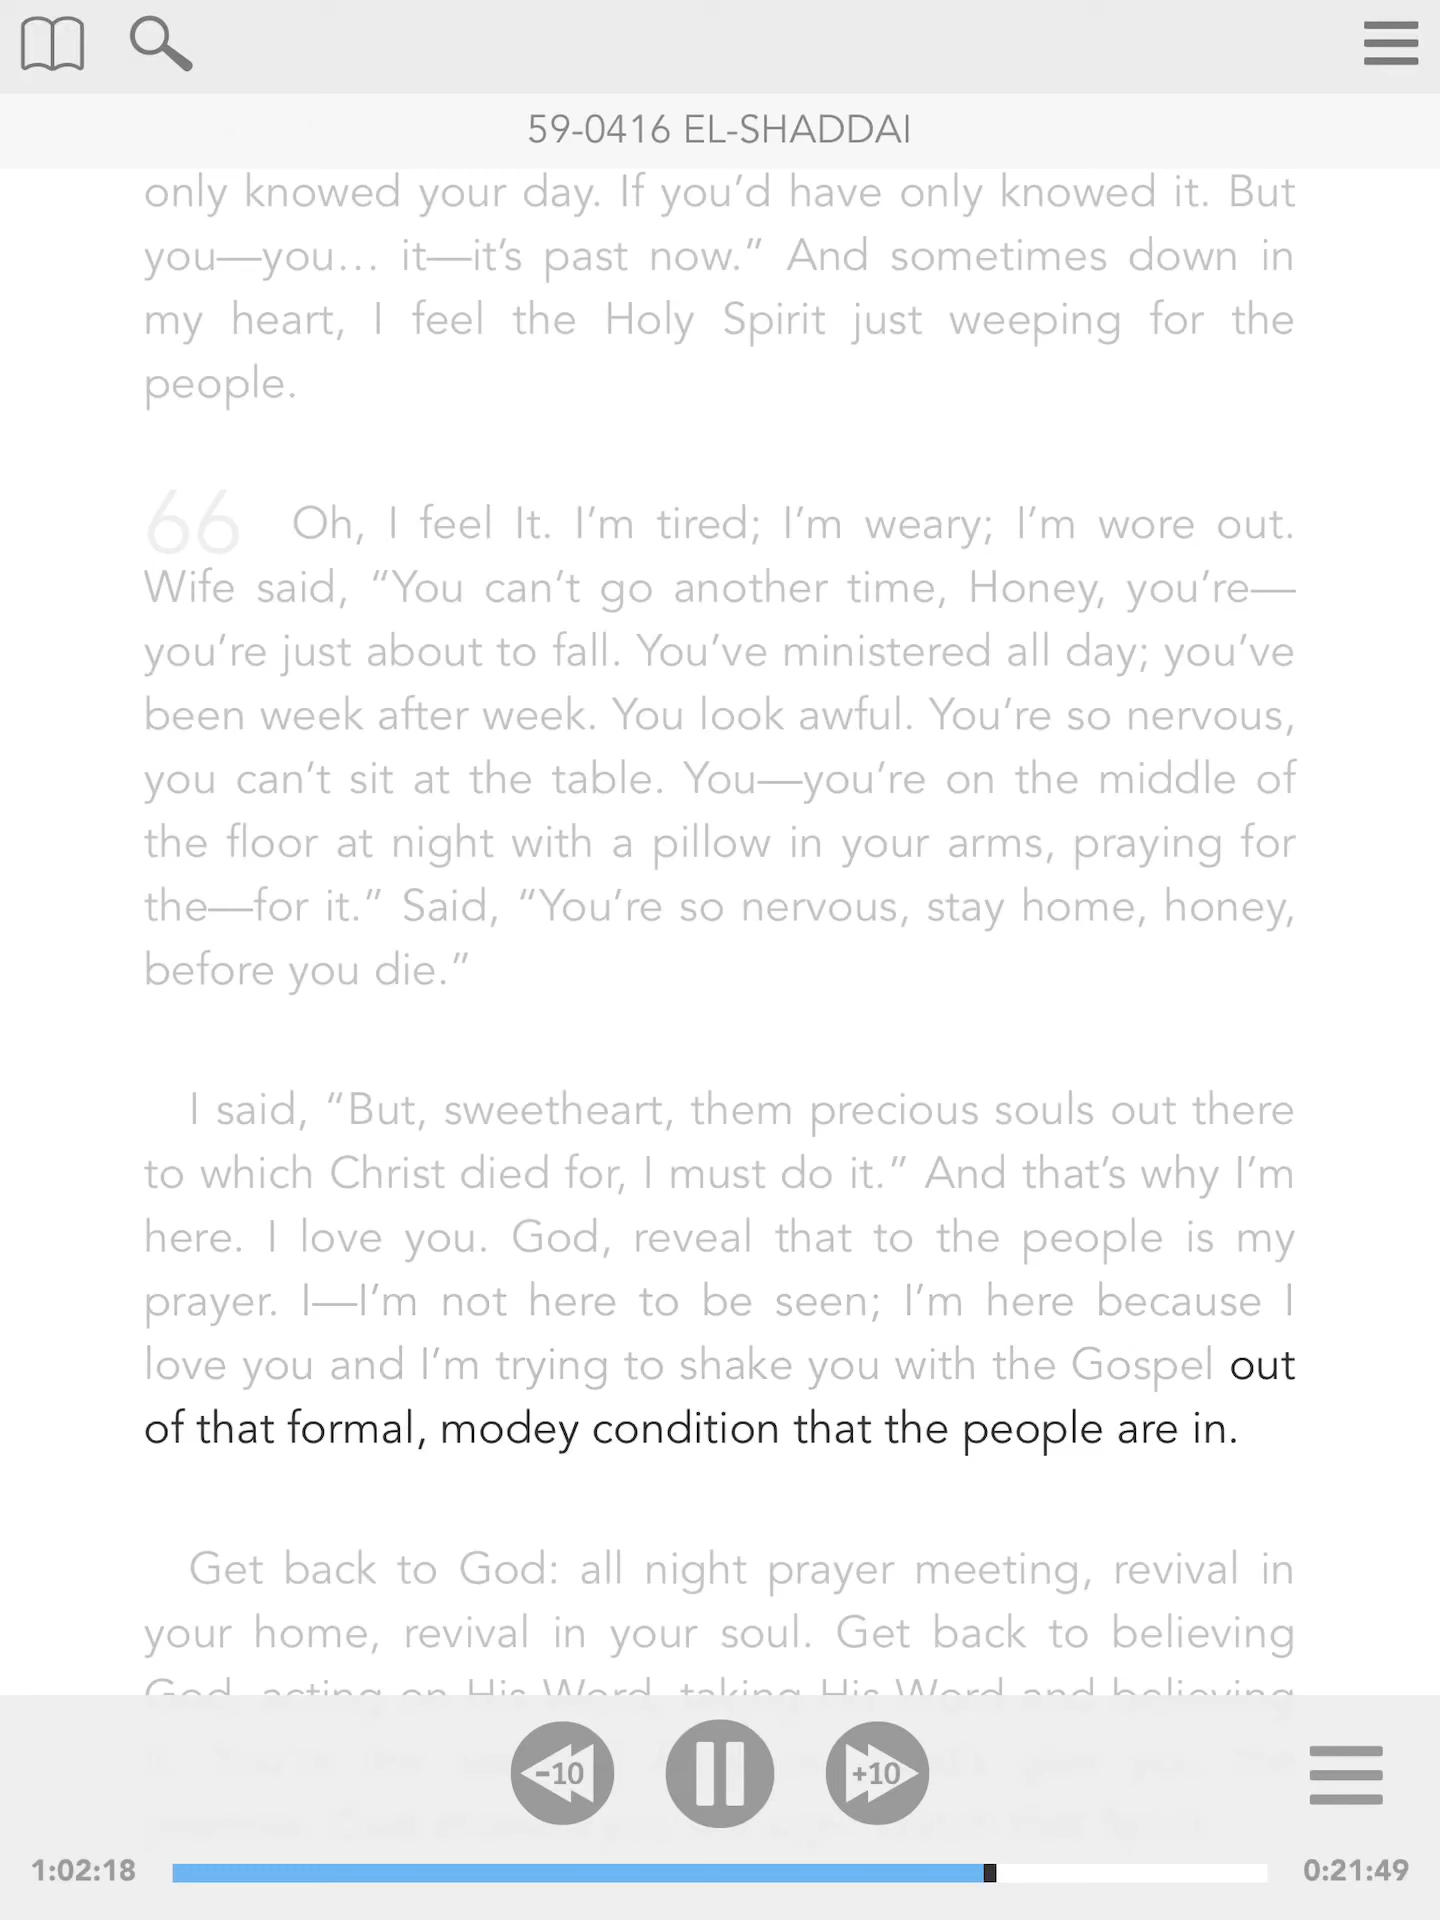 59-0416 EL-SHADDAI
only knowed your day. If you’d have only knowed it. But
you—you… it—it’s past now.” And sometimes down in
my heart, I feel the Holy Spirit just weeping for the
people.
66 Oh, I feel It. I’m tired; I’m weary; I’m wore out.
Wife said, “You can’t go another time, Honey, you’re—
you’re just about to fall. You’ve ministered all day; you’ve
been week after week. You look awful. You’re so nervous,
you can’t sit at the table. You—you’re on the middle of
the floor at night with a pillow in your arms, praying for
the—for it.” Said, “You’re so nervous, stay home, honey,
before you die.”
I said, “But, sweetheart, them precious souls out there
to which Christ died for, I must do it.” And that’s why I’m
here. I love you. God, reveal that to the people is my
prayer. I—I’m not here to be seen; I’m here because I
love you and I’m trying to shake you with the Gospel out
of that formal, modey condition that the people are in.
Get back to God: all night prayer meeting, revival in
your home, revival in your soul. Get back to believing
God, acting on His Word, taking His Word and believing
-10 +10
1:02:18 0:21:49